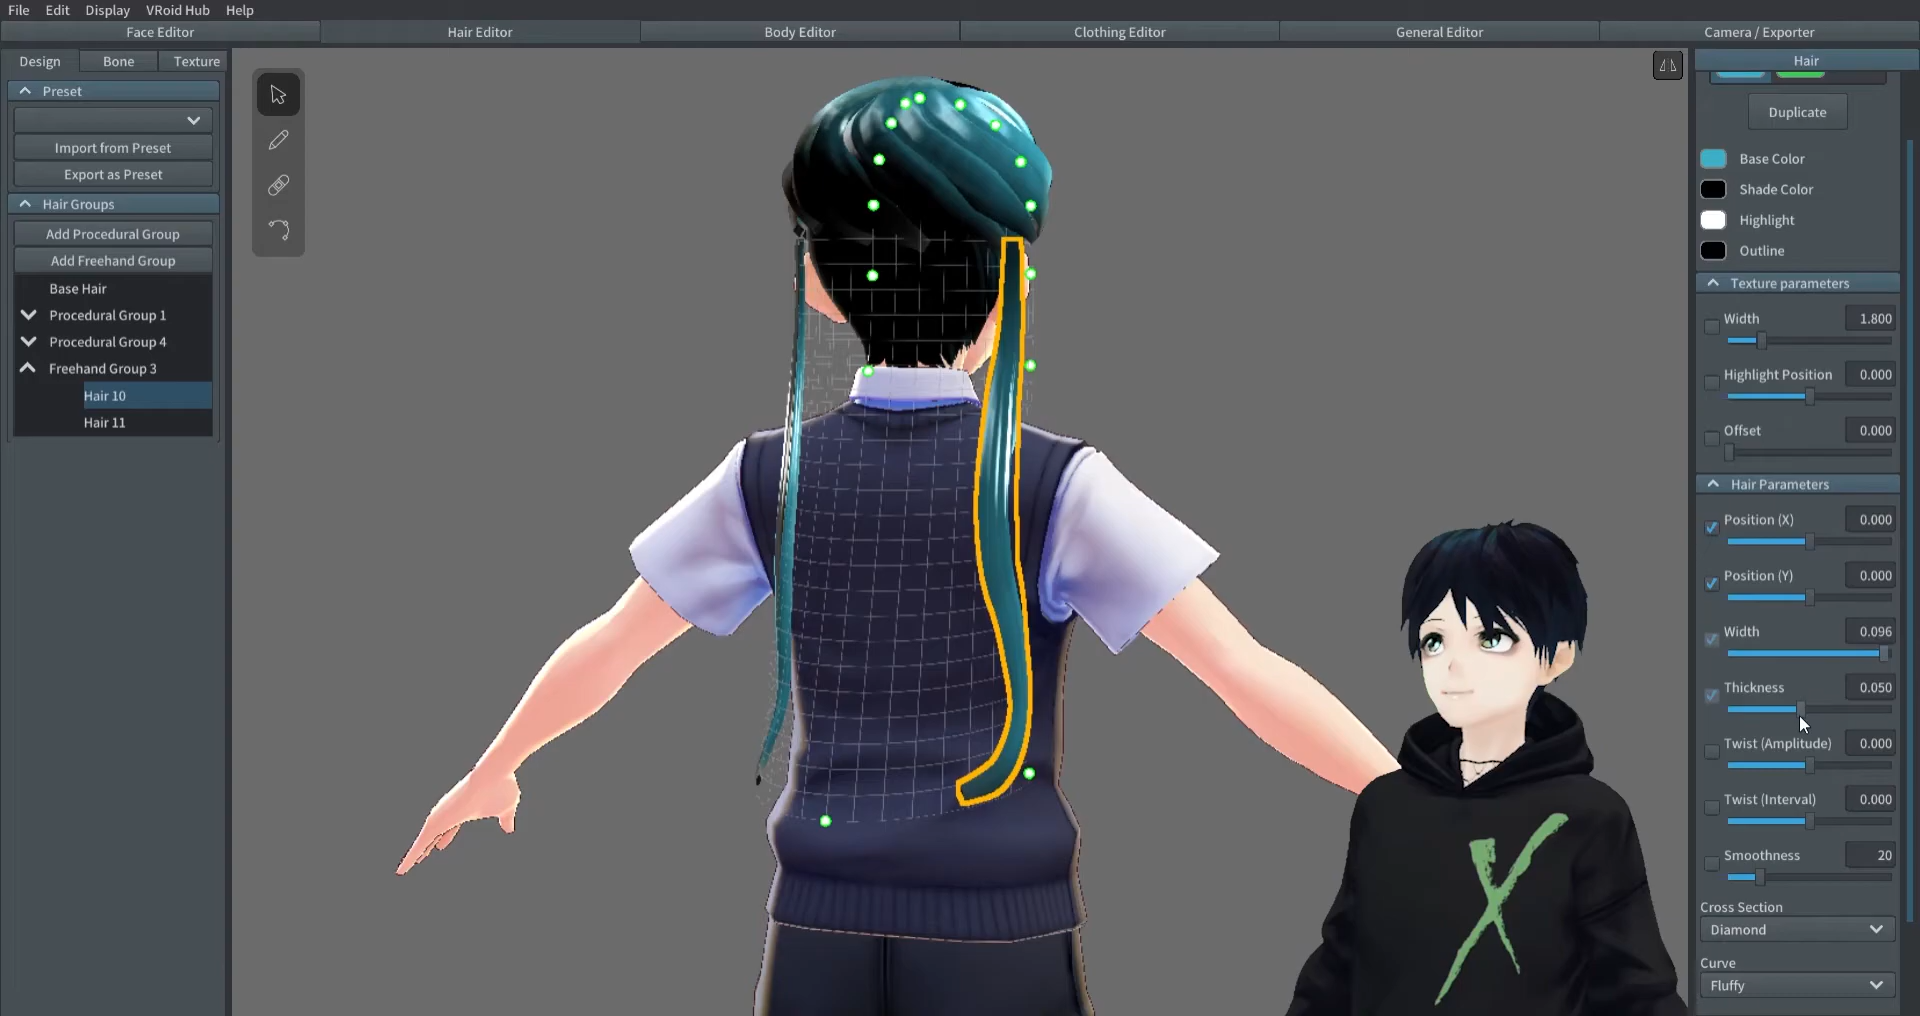 File Edit Display VRoid Hub Help
Face Editor Hair Editor Body Editor Clothing Editor General Editor Camera / Exporter
Design Bone Texture
Preset
Import from Preset
Export as Preset
Hair Groups
Add Procedural Group
Add Freehand Group
Base Hair
Procedural Group 1
Procedural Group 4
Freehand Group 3
Hair 10
Hair 11
Hair
Duplicate
Base Color
Shade Color
Highlight
Outline
Texture parameters
Width 1.800
Highlight Position 0.000
Offset 0.000
Hair Parameters
Position (X) 0.000
Position (Y) 0.000
Width 0.096
Thickness 0.050
Twist (Amplitude) 0.000
Twist (Interval) 0.000
Smoothness 20
Cross Section
Diamond
Curve
Fluffy
X